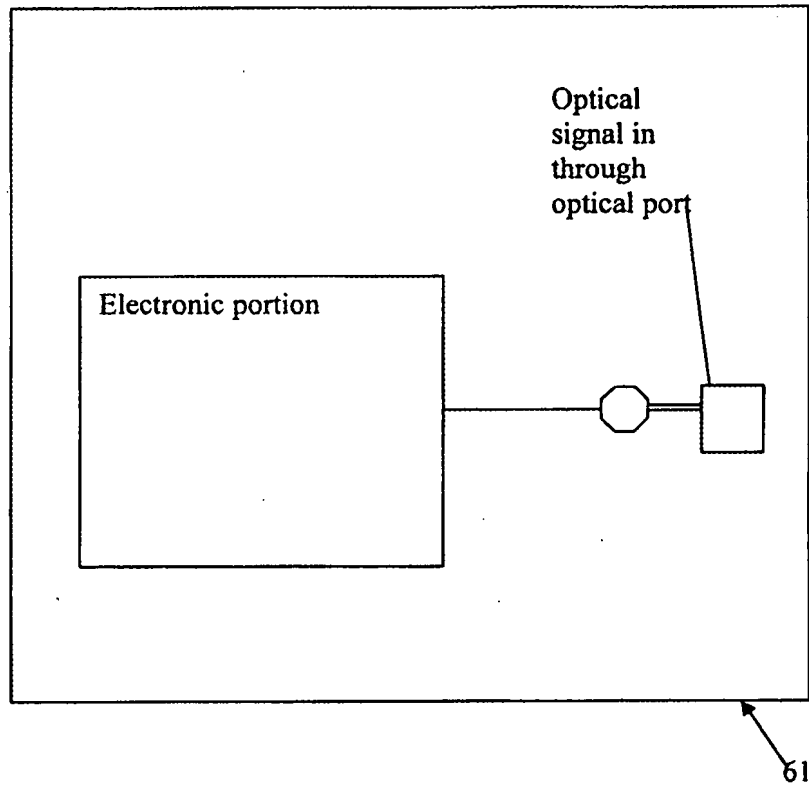 Optical
signal in
through
optical port
Electronic portion
61